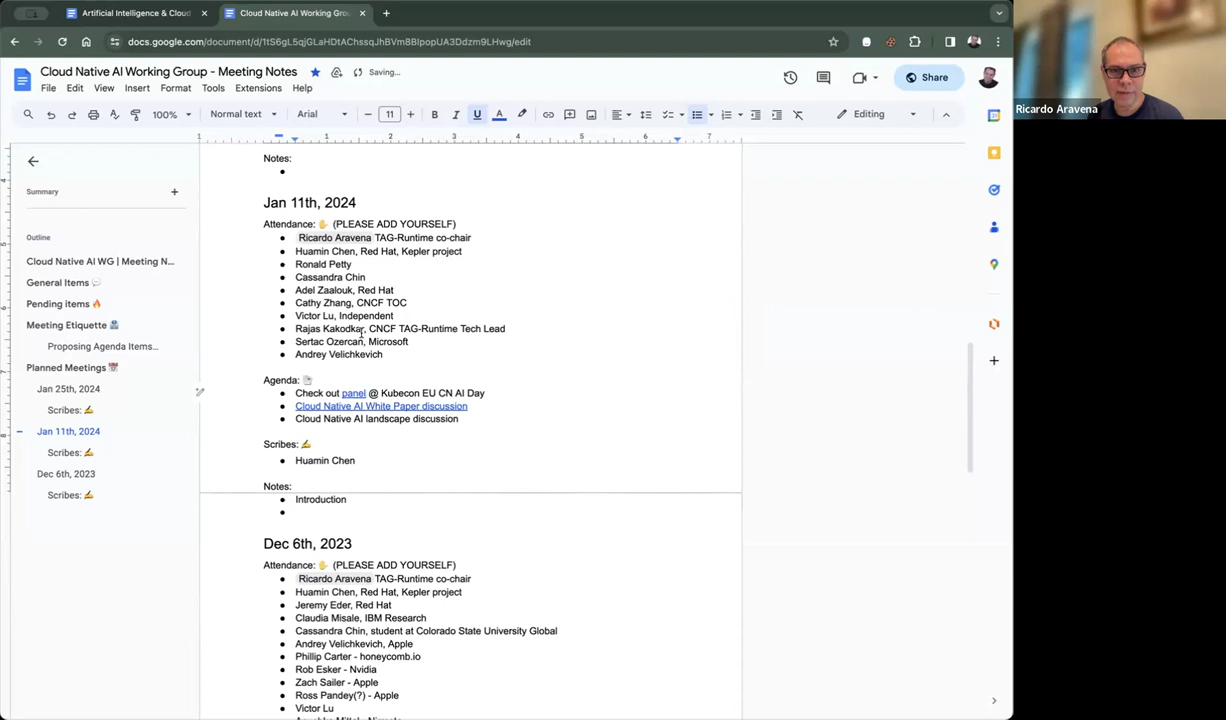 Artificial Intelligence & Cloud
Cloud Native AI Working Gro
docs.google.com/document/d/1tS6gL5qjGLaHDtAChssqJhBVm8BIpopUA3Ddzm9LHwg/edit
Cloud Native AI Working Group - Meeting Notes
Saving...
File Edit View Insert Format Tools Extensions Help
Share
100% Normal text Arial 11 Editing
1 1 2 3 4 5 6 7
Summary
Outline
Cloud Native AI WG | Meeting N...
General Items 💬
Pending items 🔥
Meeting Etiquette
Proposing Agenda Items...
Planned Meetings 📅
Jan 25th, 2024
Scribes: ✍️
Jan 11th, 2024
Scribes: ✍️
Dec 6th, 2023
Scribes: ✍️
Notes:
Jan 11th, 2024
Attendance: ✋ (PLEASE ADD YOURSELF)
● Ricardo Aravena TAG-Runtime co-chair
● Huamin Chen, Red Hat, Kepler project
● Ronald Petty
● Cassandra Chin
● Adel Zaalouk, Red Hat
● Cathy Zhang, CNCF TOC
● Victor Lu, Independent
● Rajas Kakodkar, CNCF TAG-Runtime Tech Lead
● Sertac Ozercan, Microsoft
● Andrey Velichkevich
Agenda:
● Check out panel @ Kubecon EU CN AI Day
● Cloud Native AI White Paper discussion
● Cloud Native AI landscape discussion
Scribes: ✍️
● Huamin Chen
Notes:
● Introduction
Dec 6th, 2023
Attendance: ✋ (PLEASE ADD YOURSELF)
● Ricardo Aravena TAG-Runtime co-chair
● Huamin Chen, Red Hat, Kepler project
● Jeremy Eder, Red Hat
● Claudia Misale, IBM Research
● Cassandra Chin, student at Colorado State University Global
● Andrey Velichkevich, Apple
● Phillip Carter - honeycomb.io
● Rob Esker - Nvidia
● Zach Sailer - Apple
● Ross Pandey(?) - Apple
● Victor Lu
Ricardo Aravena